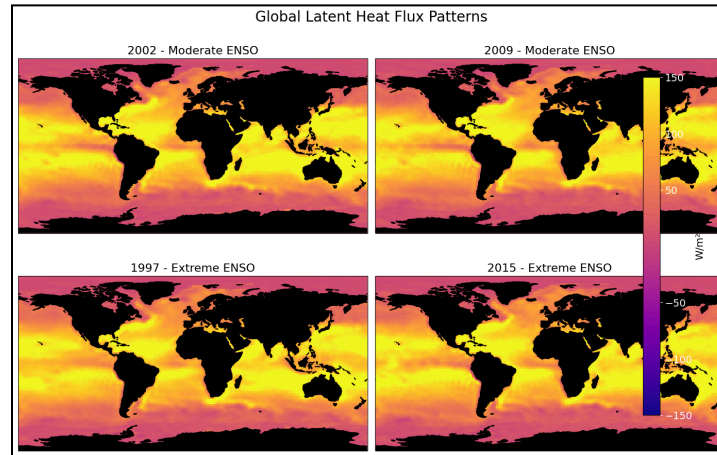 Global Latent Heat Flux Patterns
2002 - Moderate ENSO
2009 - Moderate ENSO
150
100
50
W/m²
−50
−100
−150
1997 - Extreme ENSO
2015 - Extreme ENSO